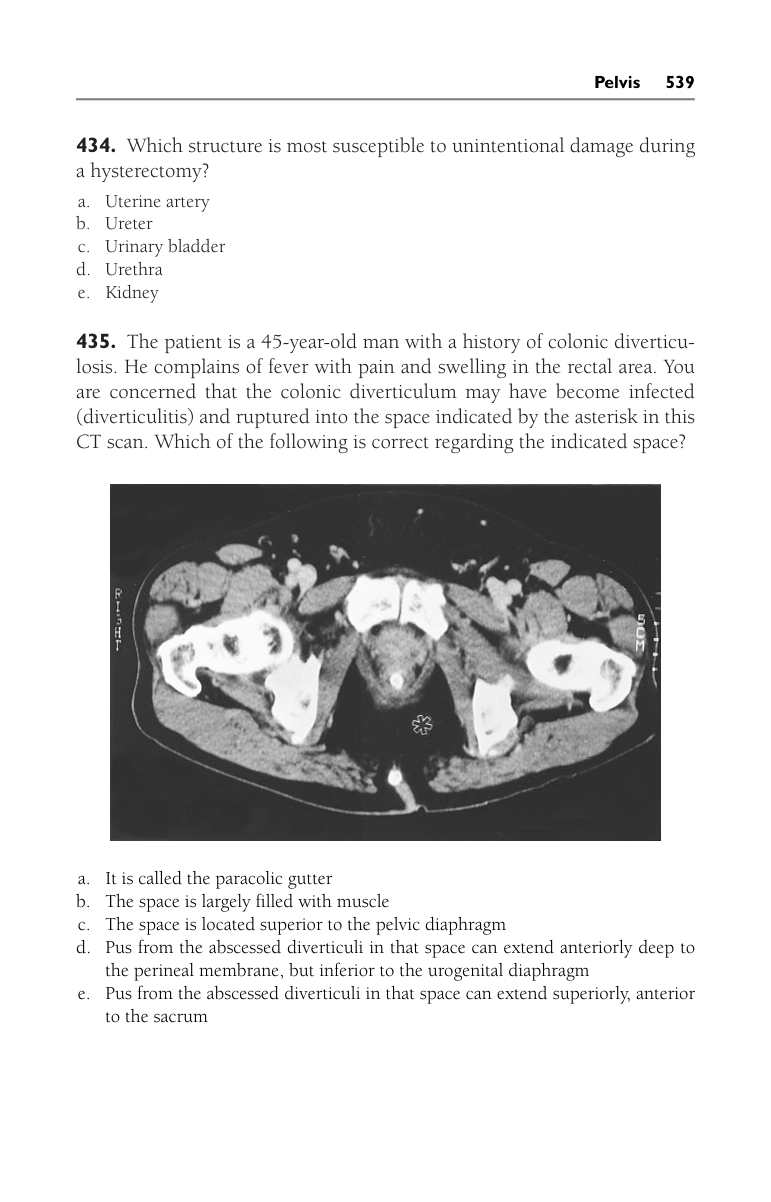 Pelvis 539
434. Which structure is most susceptible to unintentional damage during
a hysterectomy?
a. Uterine artery
b. Ureter
c. Urinary bladder
d. Urethra
e. Kidney
435. The patient is a 45-year-old man with a history of colonic diverticu-
losis. He complains of fever with pain and swelling in the rectal area. You
are concerned that the colonic diverticulum may have become infected
(diverticulitis) and ruptured into the space indicated by the asterisk in this
CT scan. Which of the following is correct regarding the indicated space?
RIGHT
5CM
a. It is called the paracolic gutter
b. The space is largely filled with muscle
c. The space is located superior to the pelvic diaphragm
d. Pus from the abscessed diverticuli in that space can extend anteriorly deep to
the perineal membrane, but inferior to the urogenital diaphragm
e. Pus from the abscessed diverticuli in that space can extend superiorly, anterior
to the sacrum